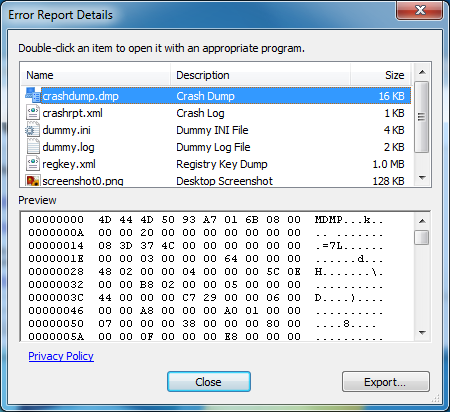 Error Report Details
Double-click an item to open it with an appropriate program.
Name Description Size
crashdump.dmp Crash Dump 16 KB
crashrpt.xml Crash Log 1 KB
dummy.ini Dummy INI File 4 KB
dummy.log Dummy Log File 2 KB
regkey.xml Registry Key Dump 1.0 MB
screenshot0.png Desktop Screenshot 128 KB
Preview
00000000 4D 44 4D 50 93 A7 01 6B 08 00 MDMP...k..
0000000A 00 00 20 00 00 00 00 00 00 00 .. .......
00000014 08 3D 37 4C 00 00 00 00 00 00 .=7L......
0000001E 00 00 03 00 00 00 64 00 00 00 ......d...
00000028 48 02 00 00 04 00 00 00 5C 0E H.......\.
00000032 00 00 B8 02 00 00 05 00 00 00 ..........
0000003C 44 00 00 00 C7 29 00 00 06 00 D....)....
00000046 00 00 A8 00 00 00 A0 01 00 00 ..........
00000050 07 00 00 00 38 00 00 00 80 00 ....8.....
0000005A 00 00 0F 00 00 00 E8 00 00 00 ..........
Privacy Policy
Close Export...